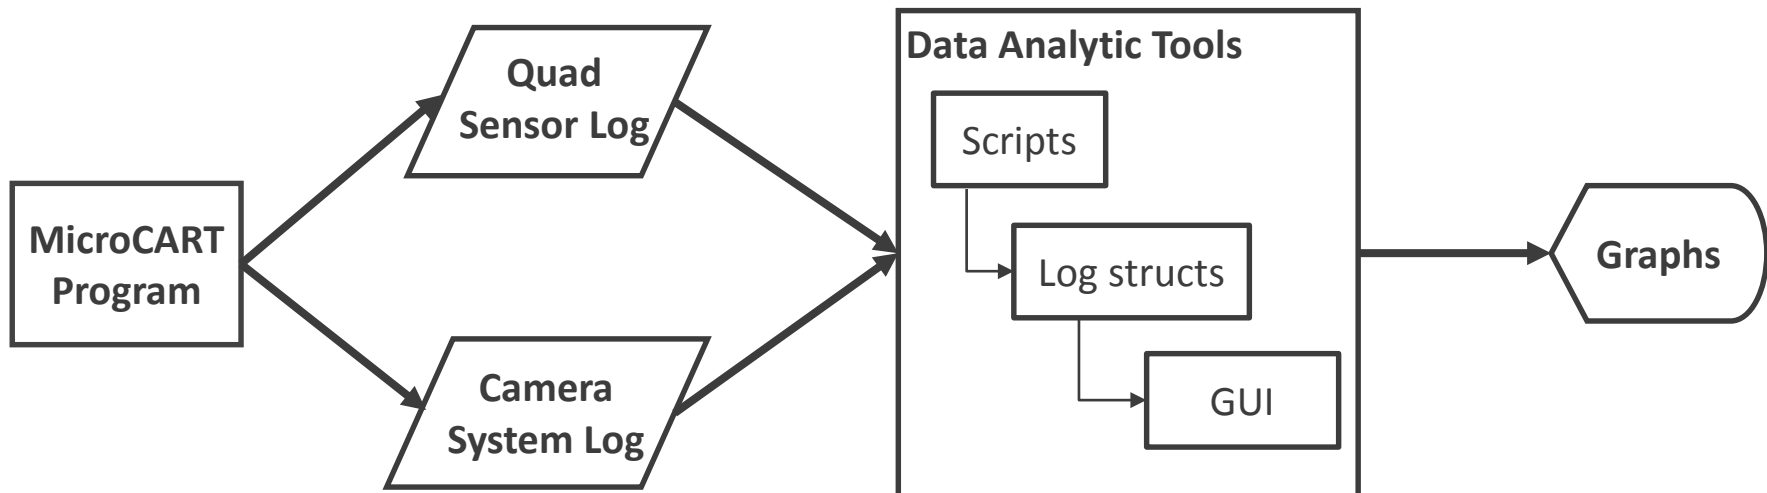 MicroCART
Program
Quad
Sensor Log
Camera
System Log
Data Analytic Tools
Scripts
Log structs
GUI
Graphs